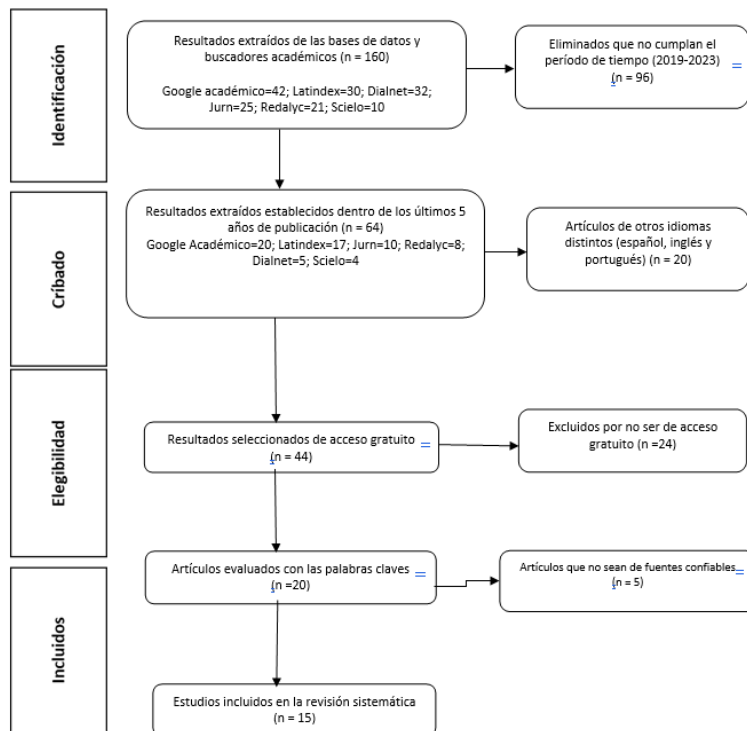 Identificación
Resultados extraídos de las bases de datos y
buscadores académicos (n = 160)
Google académico=42; Latindex=30; Dialnet=32;
Jurn=25; Redalyc=21; Scielo=10
Eliminados que no cumplan el
período de tiempo (2019-2023)
(n = 96)
Cribado
Resultados extraídos establecidos dentro de los últimos 5
años de publicación (n = 64)
Google Académico=20; Latindex=17; Jurn=10; Redalyc=8;
Dialnet=5; Scielo=4
Artículos de otros idiomas
distintos (español, inglés y
portugués) (n = 20)
Elegibilidad
Resultados seleccionados de acceso gratuito
(n = 44)
Excluidos por no ser de acceso
gratuito (n =24)
Artículos evaluados con las palabras claves
(n =20)
Artículos que no sean de fuentes confiables
(n = 5)
Incluidos
Estudios incluidos en la revisión sistemática
(n = 15)